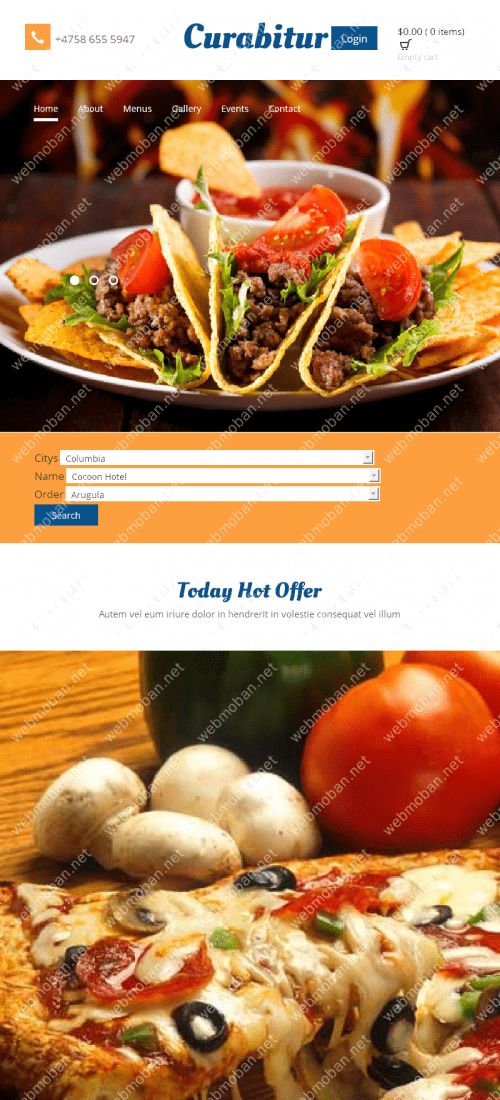 +4758 655 5947
Curabitur
Login
$0.00 ( 0 items)
Empty cart
Home About Menus Gallery Events Contact
Citys Columbia
Name Cocoon Hotel
Order Arugula
Search
Today Hot Offer
Autem vel eum iriure dolor in hendrerit in volestie consequat vel illum
webmoban.net